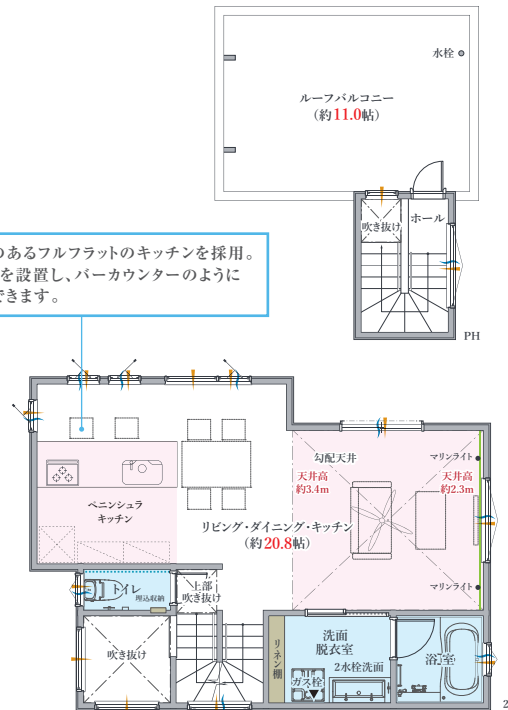 水栓
ルーフバルコニー
(約11.0帖)
吹き抜け
ホール
PH
のあるフルフラットのキッチンを採用。
を設置し、バーカウンターのように
できます。
勾配天井
マリンライト
天井高
約3.4m
天井高
約2.3m
ペニンシュラ
キッチン
リビング・ダイニング・キッチン
(約20.8帖)
マリンライト
トイレ
埋込収納
上部
吹き抜け
吹き抜け
リネン棚
洗面
脱衣室
2水栓洗面
ガス栓
浴室
2